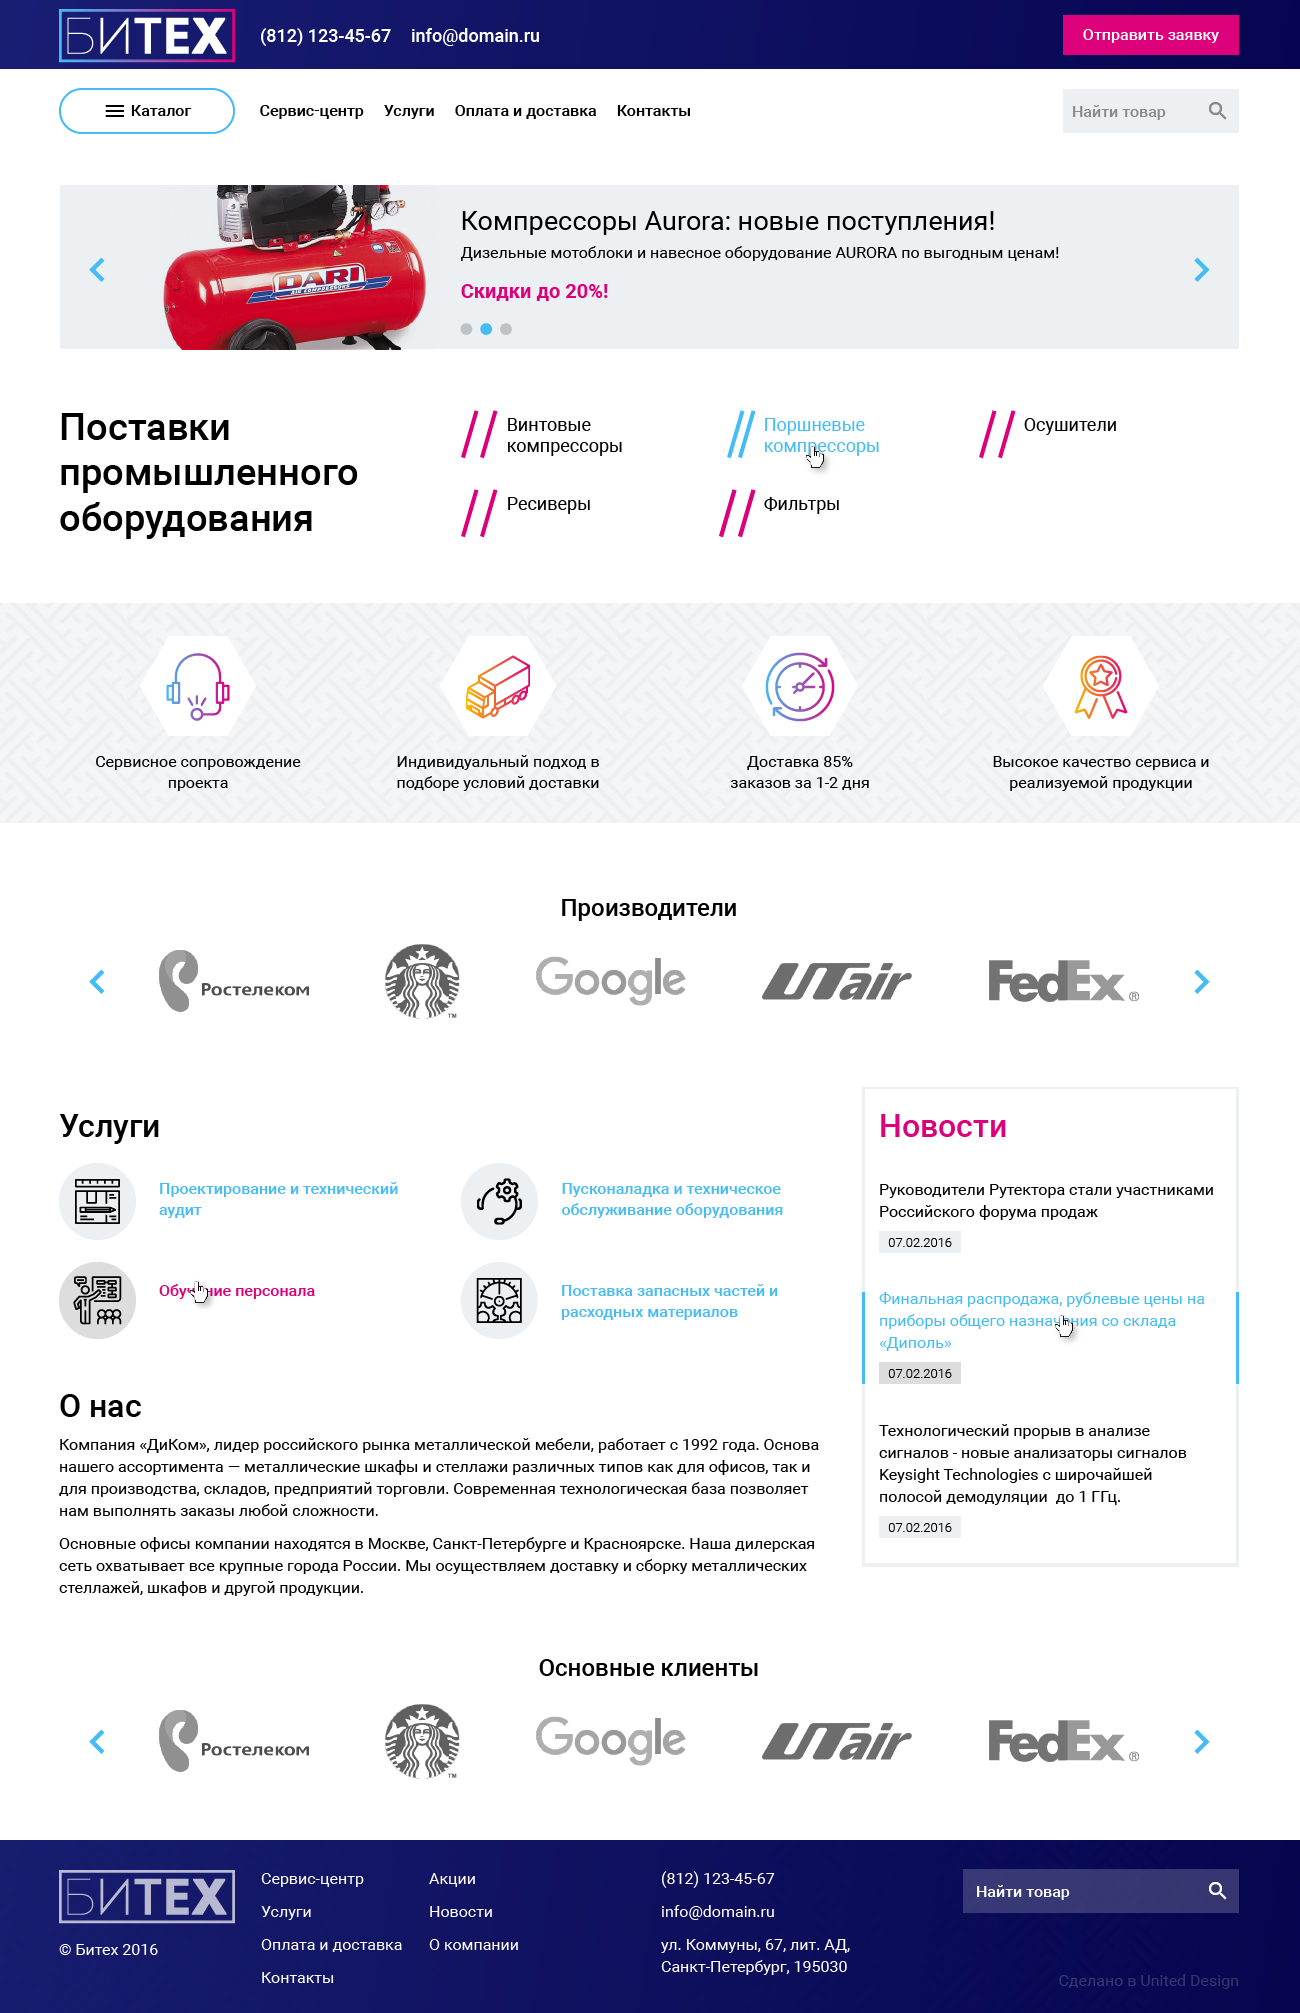 БИТЕХ
(812) 123-45-67 info@domain.ru
Отправить заявку
Каталог
Сервис-центр Услуги Оплата и доставка Контакты
Найти товар
DARI
AIR COMPRESSORS
Компрессоры Aurora: новые поступления!
Дизельные мотоблоки и навесное оборудование AURORA по выгодным ценам!
Скидки до 20%!
Поставки
промышленного
оборудования
Винтовые
компрессоры
Поршневые
компрессоры
Осушители
Ресиверы
Фильтры
Сервисное сопровождение
проекта
Индивидуальный подход в
подборе условий доставки
Доставка 85%
заказов за 1-2 дня
Высокое качество сервиса и
реализуемой продукции
Производители
Ростелеком
TM
Google
UTair
FedEx ®
Услуги
Проектирование и технический
аудит
Пусконаладка и техническое
обслуживание оборудования
Обучение персонала
Поставка запасных частей и
расходных материалов
Новости
Руководители Рутектора стали участниками
Российского форума продаж
07.02.2016
Финальная распродажа, рублевые цены на
приборы общего назначения со склада
«Диполь»
07.02.2016
Технологический прорыв в анализе
сигналов - новые анализаторы сигналов
Keysight Technologies с широчайшей
полосой демодуляции  до 1 ГГц.
07.02.2016
О нас
Компания «ДиКом», лидер российского рынка металлической мебели, работает с 1992 года. Основа
нашего ассортимента — металлические шкафы и стеллажи различных типов как для офисов, так и
для производства, складов, предприятий торговли. Современная технологическая база позволяет
нам выполнять заказы любой сложности.
Основные офисы компании находятся в Москве, Санкт-Петербурге и Красноярске. Наша дилерская
сеть охватывает все крупные города России. Мы осуществляем доставку и сборку металлических
стеллажей, шкафов и другой продукции.
Основные клиенты
Ростелеком
TM
Google
UTair
FedEx ®
БИТЕХ
© Битех 2016
Сервис-центр
Услуги
Оплата и доставка
Контакты
Акции
Новости
О компании
(812) 123-45-67
info@domain.ru
ул. Коммуны, 67, лит. АД,
Санкт-Петербург, 195030
Найти товар
Сделано в United Design